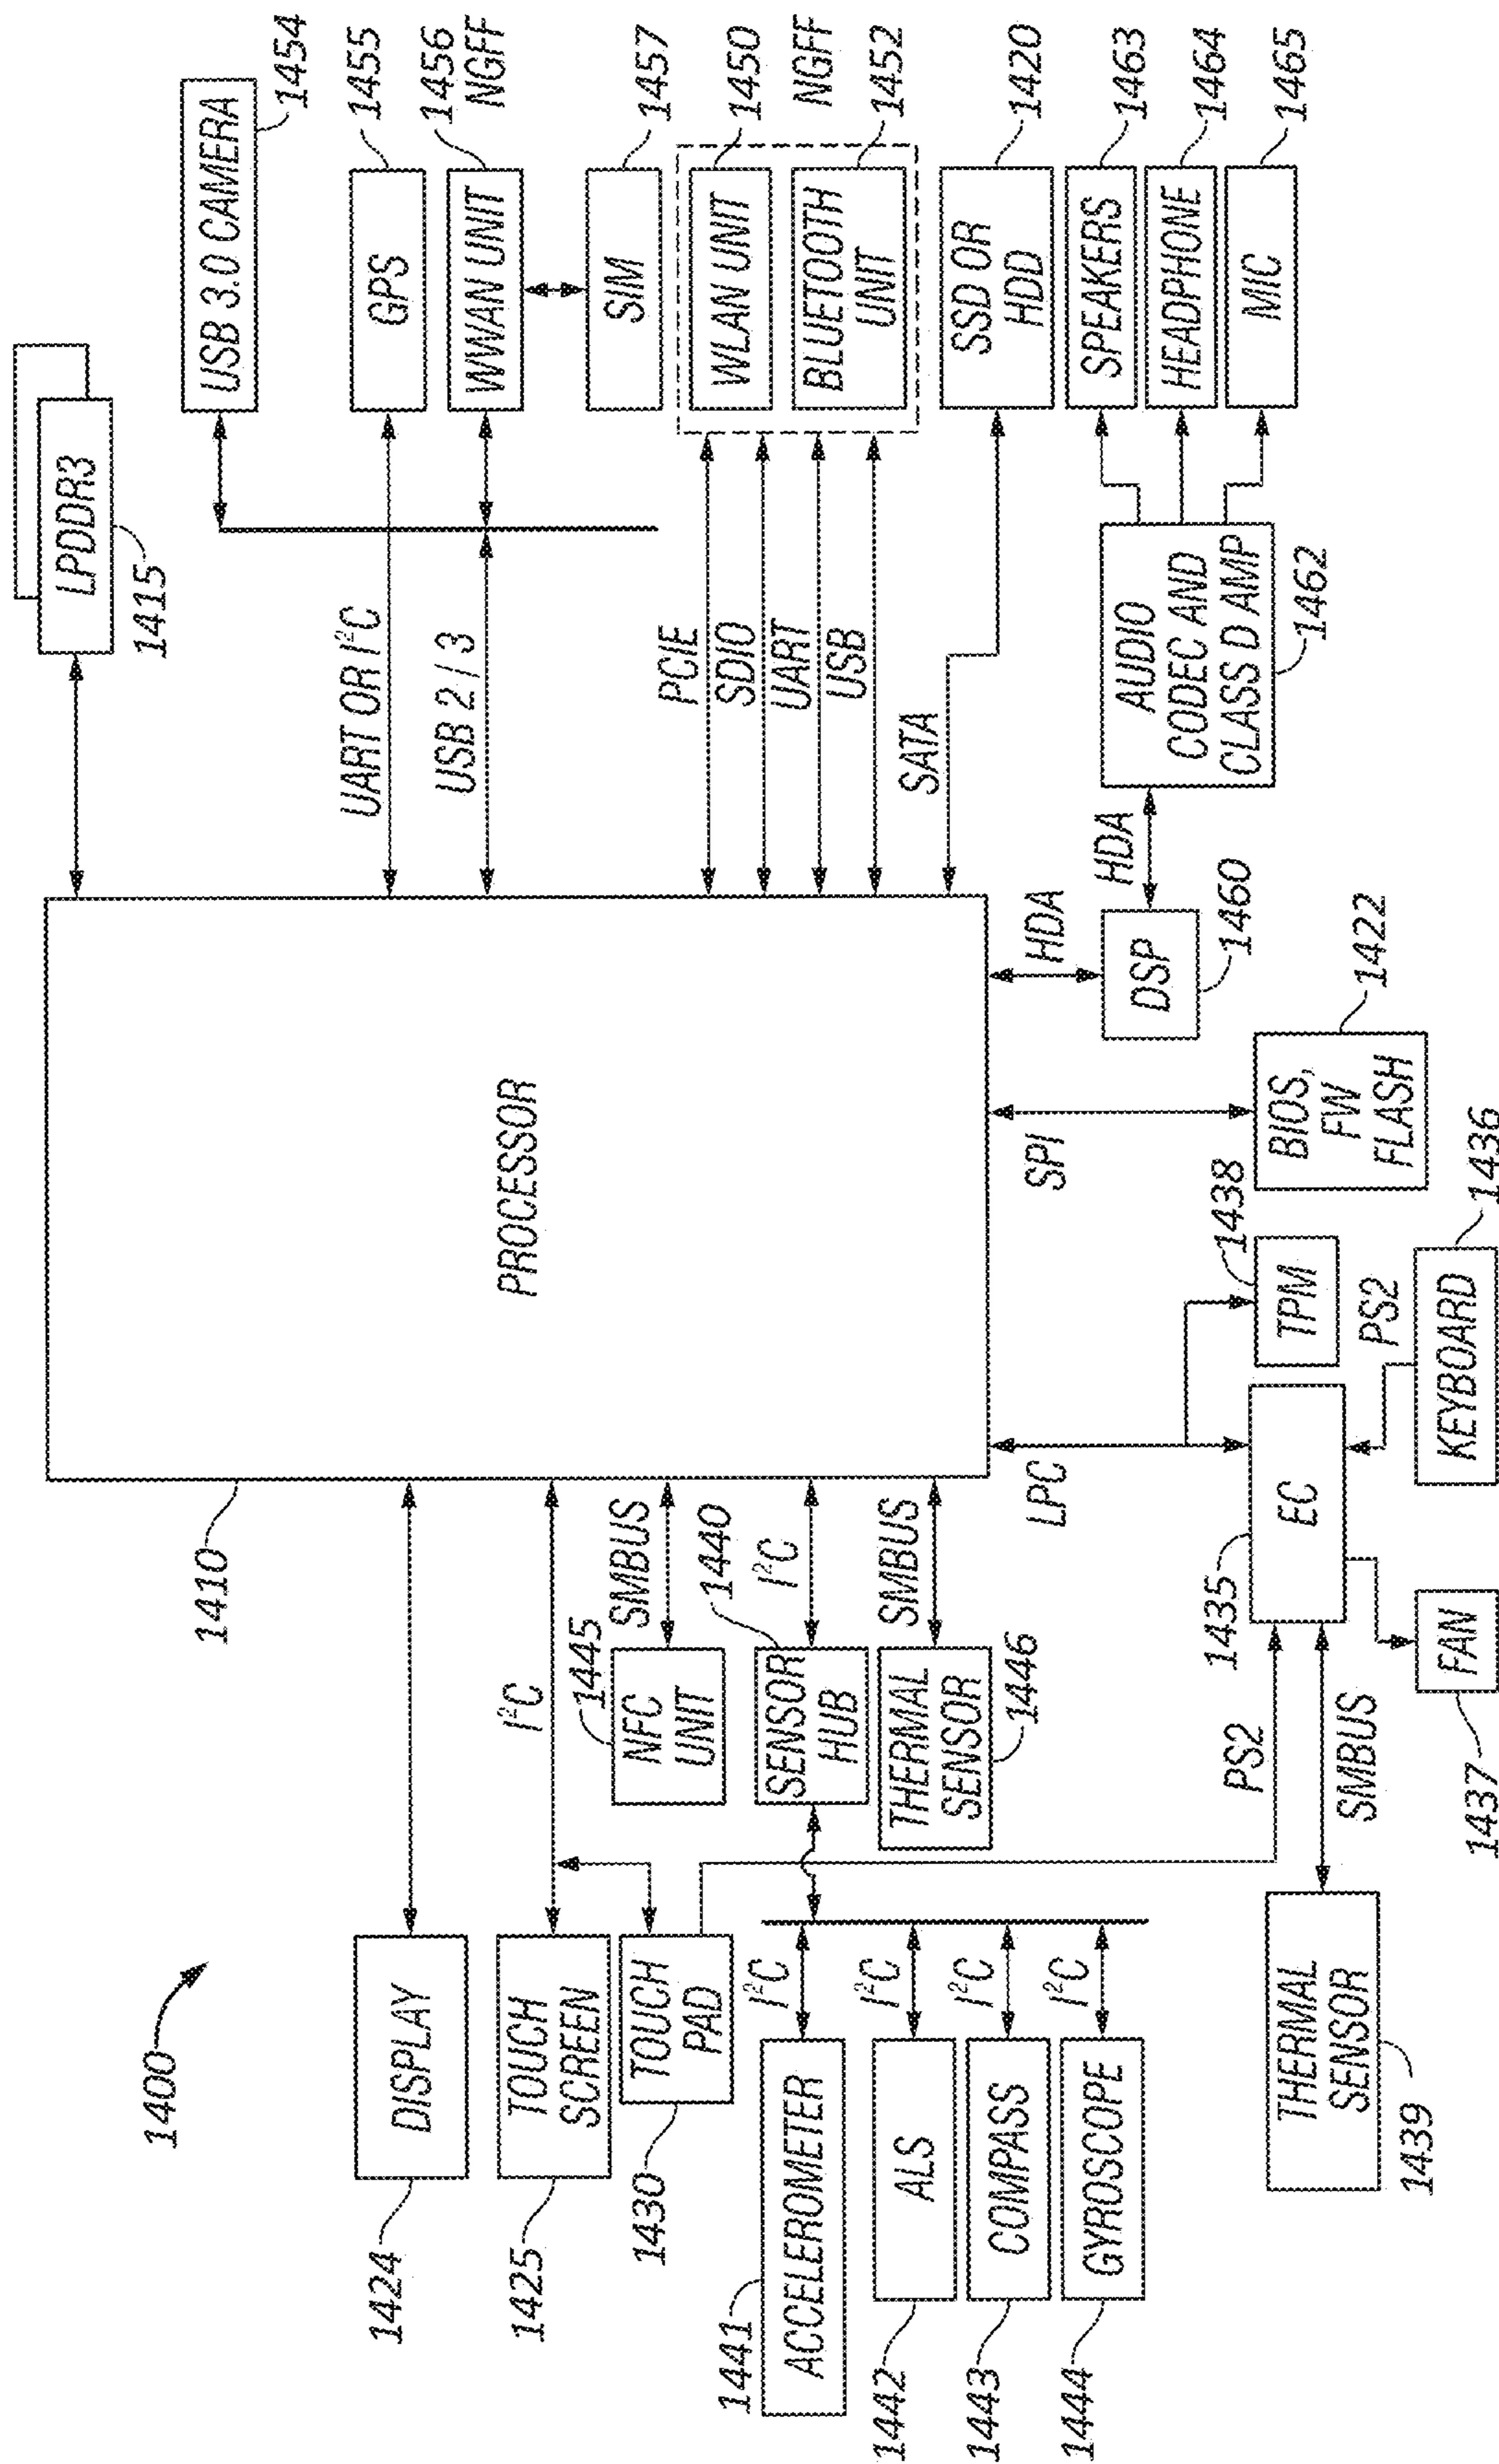 1400
LPDDR3
1415
USB 3.0 CAMERA
1454
1410
PROCESSOR
DISPLAY
1424
UART OR I²C
GPS
1455
I²C
TOUCH
SCREEN
1425
USB 2 / 3
WWAN UNIT
1456
NGFF
TOUCH
PAD
1430
SMBUS
NFC
UNIT
1445
SIM
1457
I²C
SENSOR
HUB
1440
PCIE
SDIO
UART
USB
WLAN UNIT
1450
BLUETOOTH
UNIT
NGFF
1452
SMBUS
THERMAL
SENSOR
1446
I²C
ACCELEROMETER
1441
I²C
ALS
1442
I²C
COMPASS
1443
I²C
GYROSCOPE
1444
SATA
SSD OR
HDD
1420
LPC
SPI
HDA
DSP
1460
HDA
AUDIO
CODEC AND
CLASS D AMP
1462
SPEAKERS
1463
HEADPHONE
1464
MIC
1465
PS2
1435
EC
TPM
1438
BIOS,
FW
FLASH
1422
THERMAL
SENSOR
1439
SMBUS
PS2
FAN
1437
KEYBOARD
1436